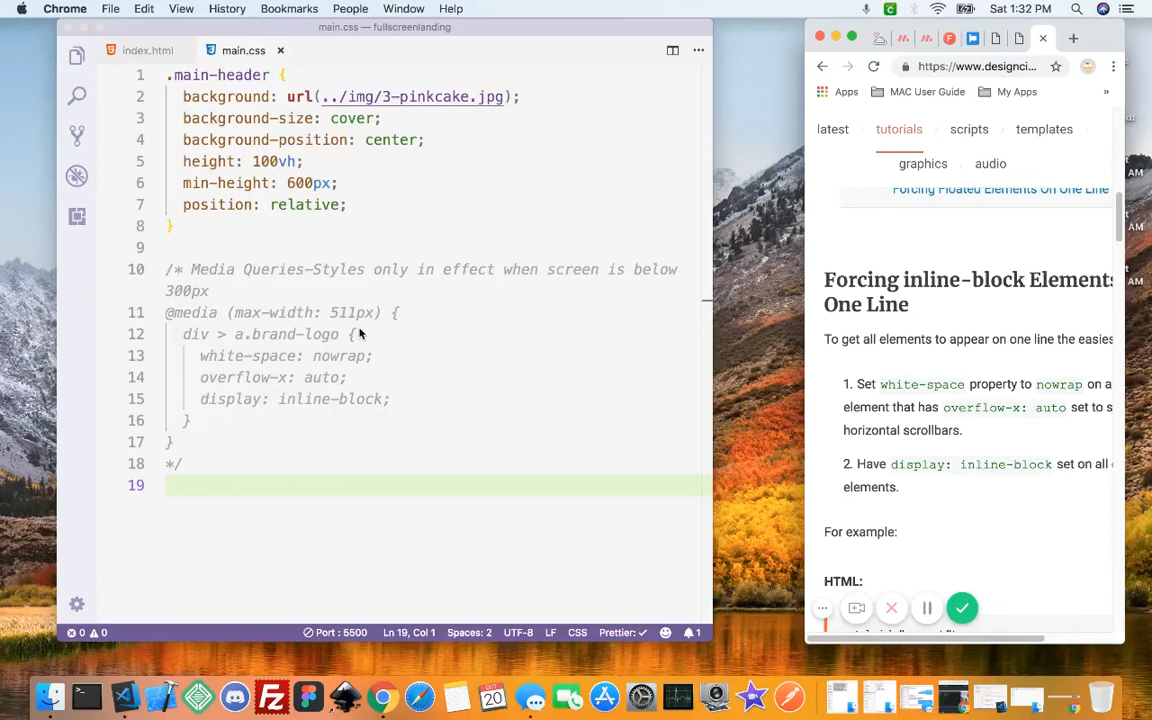 Chrome File Edit View History Bookmarks People Window Help
Sat 1:32 PM
main.css — fullscreenlanding
index.html main.css
1 .main-header {
2 background: url(../img/3-pinkcake.jpg);
3 background-size: cover;
4 background-position: center;
5 height: 100vh;
6 min-height: 600px;
7 position: relative;
8 }
9
10 /* Media Queries-Styles only in effect when screen is below
300px
11 @media (max-width: 511px) {
12 div > a.brand-logo {
13 white-space: nowrap;
14 overflow-x: auto;
15 display: inline-block;
16 }
17 }
18 */
19
0 0 Port : 5500 Ln 19, Col 1 Spaces: 2 UTF-8 LF CSS Prettier: ✓ 1
https://www.designci...
Apps MAC User Guide My Apps »
latest / tutorials / scripts / templates /
graphics / audio
Forcing Floated Elements On One Line
Forcing inline-block Elements
One Line
To get all elements to appear on one line the easies
1. Set white-space property to nowrap on a
element that has overflow-x: auto set to s
horizontal scrollbars.
2. Have display: inline-block set on all
elements.
For example:
HTML:
AM
AM
AM
OCT
20